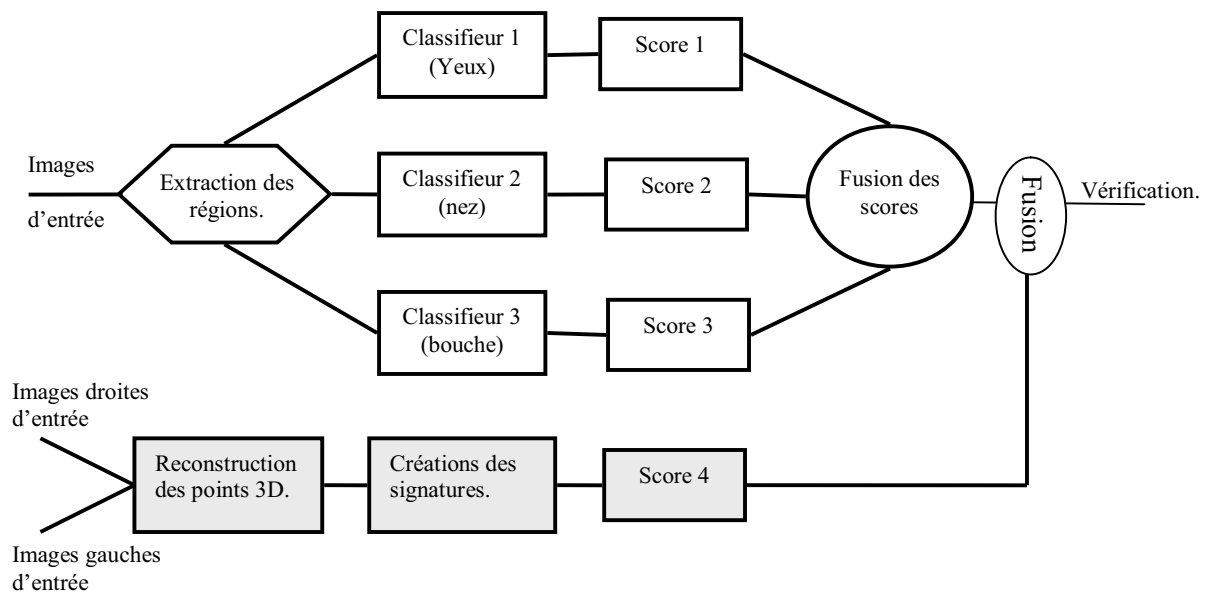 Classifieur 1
(Yeux)
Score 1
Images
d'entrée
Extraction des
régions.
Classifieur 2
(nez)
Score 2
Fusion des
scores
Fusion
Vérification.
Classifieur 3
(bouche)
Score 3
Images droites
d'entrée
Reconstruction
des points 3D.
Créations des
signatures.
Score 4
Images gauches
d'entrée